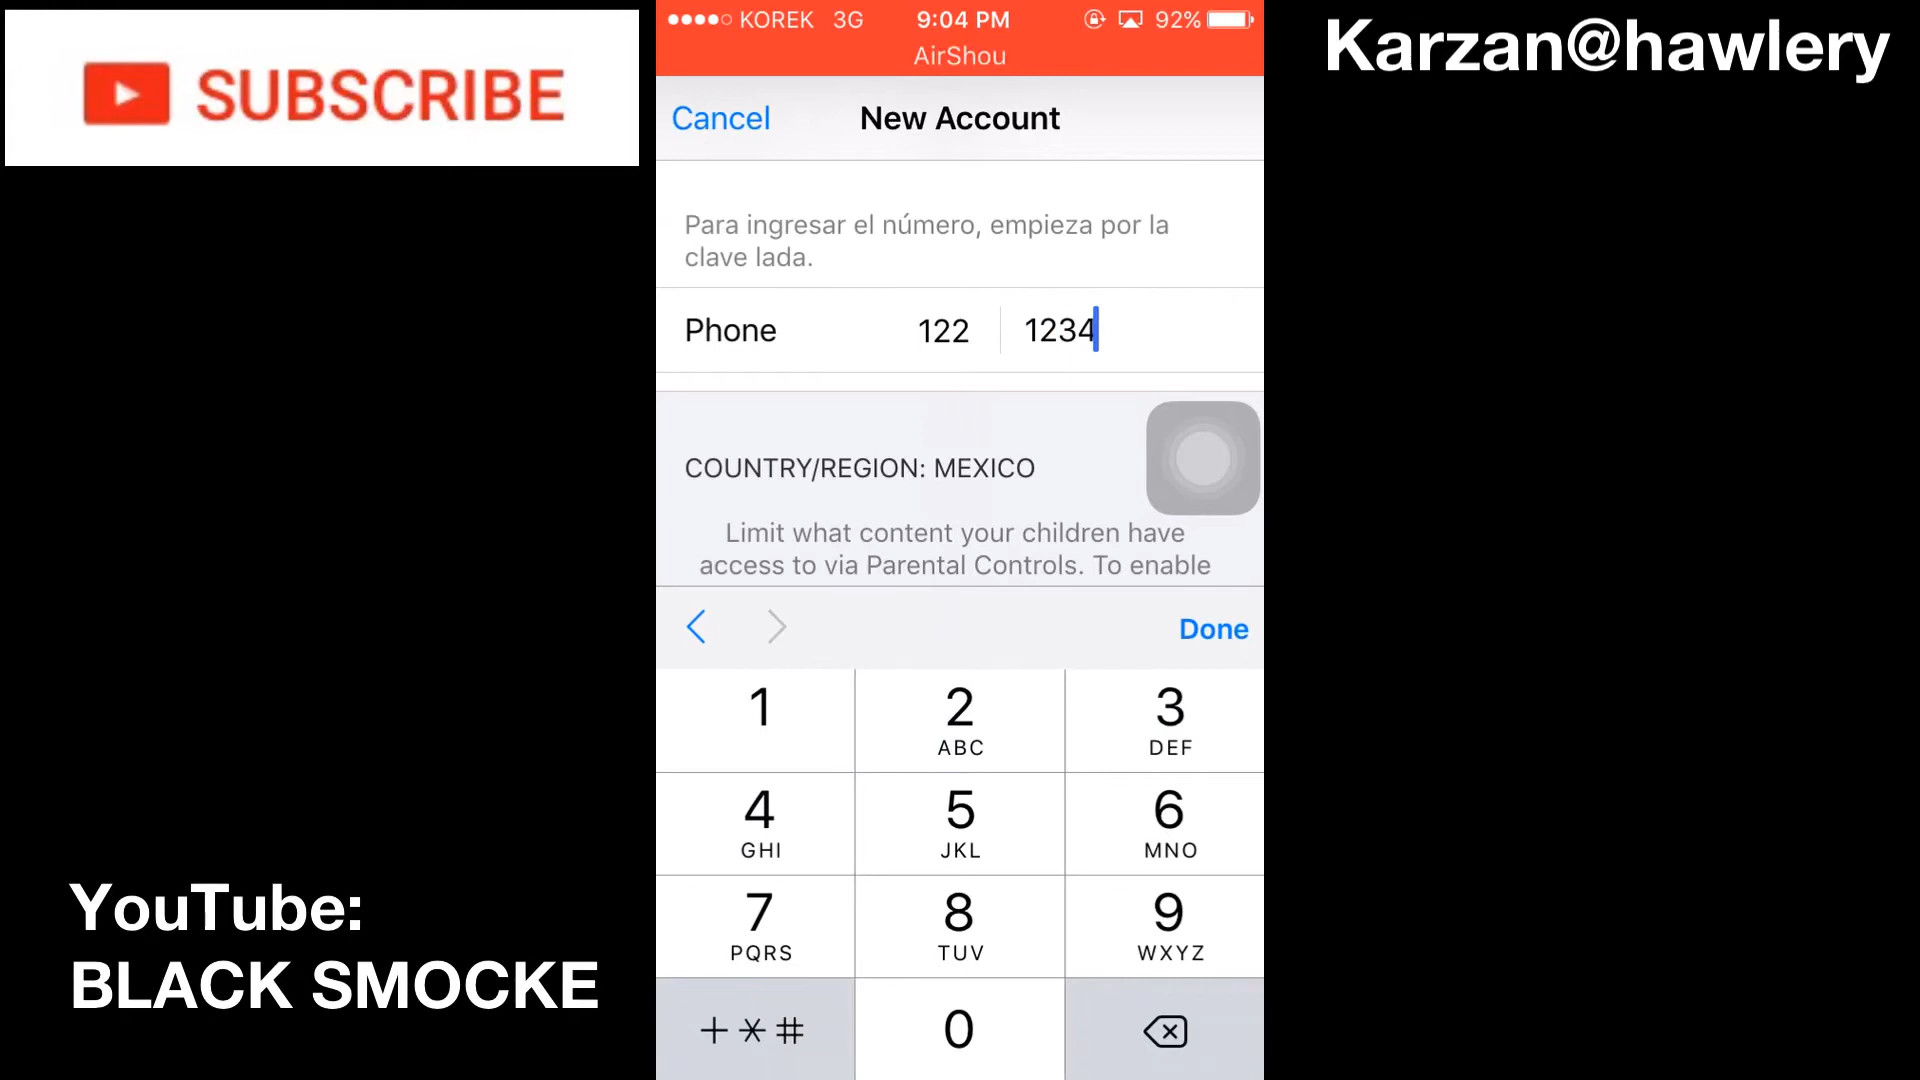 SUBSCRIBE
KOREK 3G 9:04 PM 92%
AirShou
Karzan@hawlery
Cancel New Account
Para ingresar el número, empieza por la
clave lada.
Phone 122 1234
COUNTRY/REGION: MEXICO
Limit what content your children have
access to via Parental Controls. To enable
Done
1 2 3
ABC DEF
4 5 6
GHI JKL MNO
7 8 9
PQRS TUV WXYZ
+*# 0
YouTube:
BLACK SMOCKE